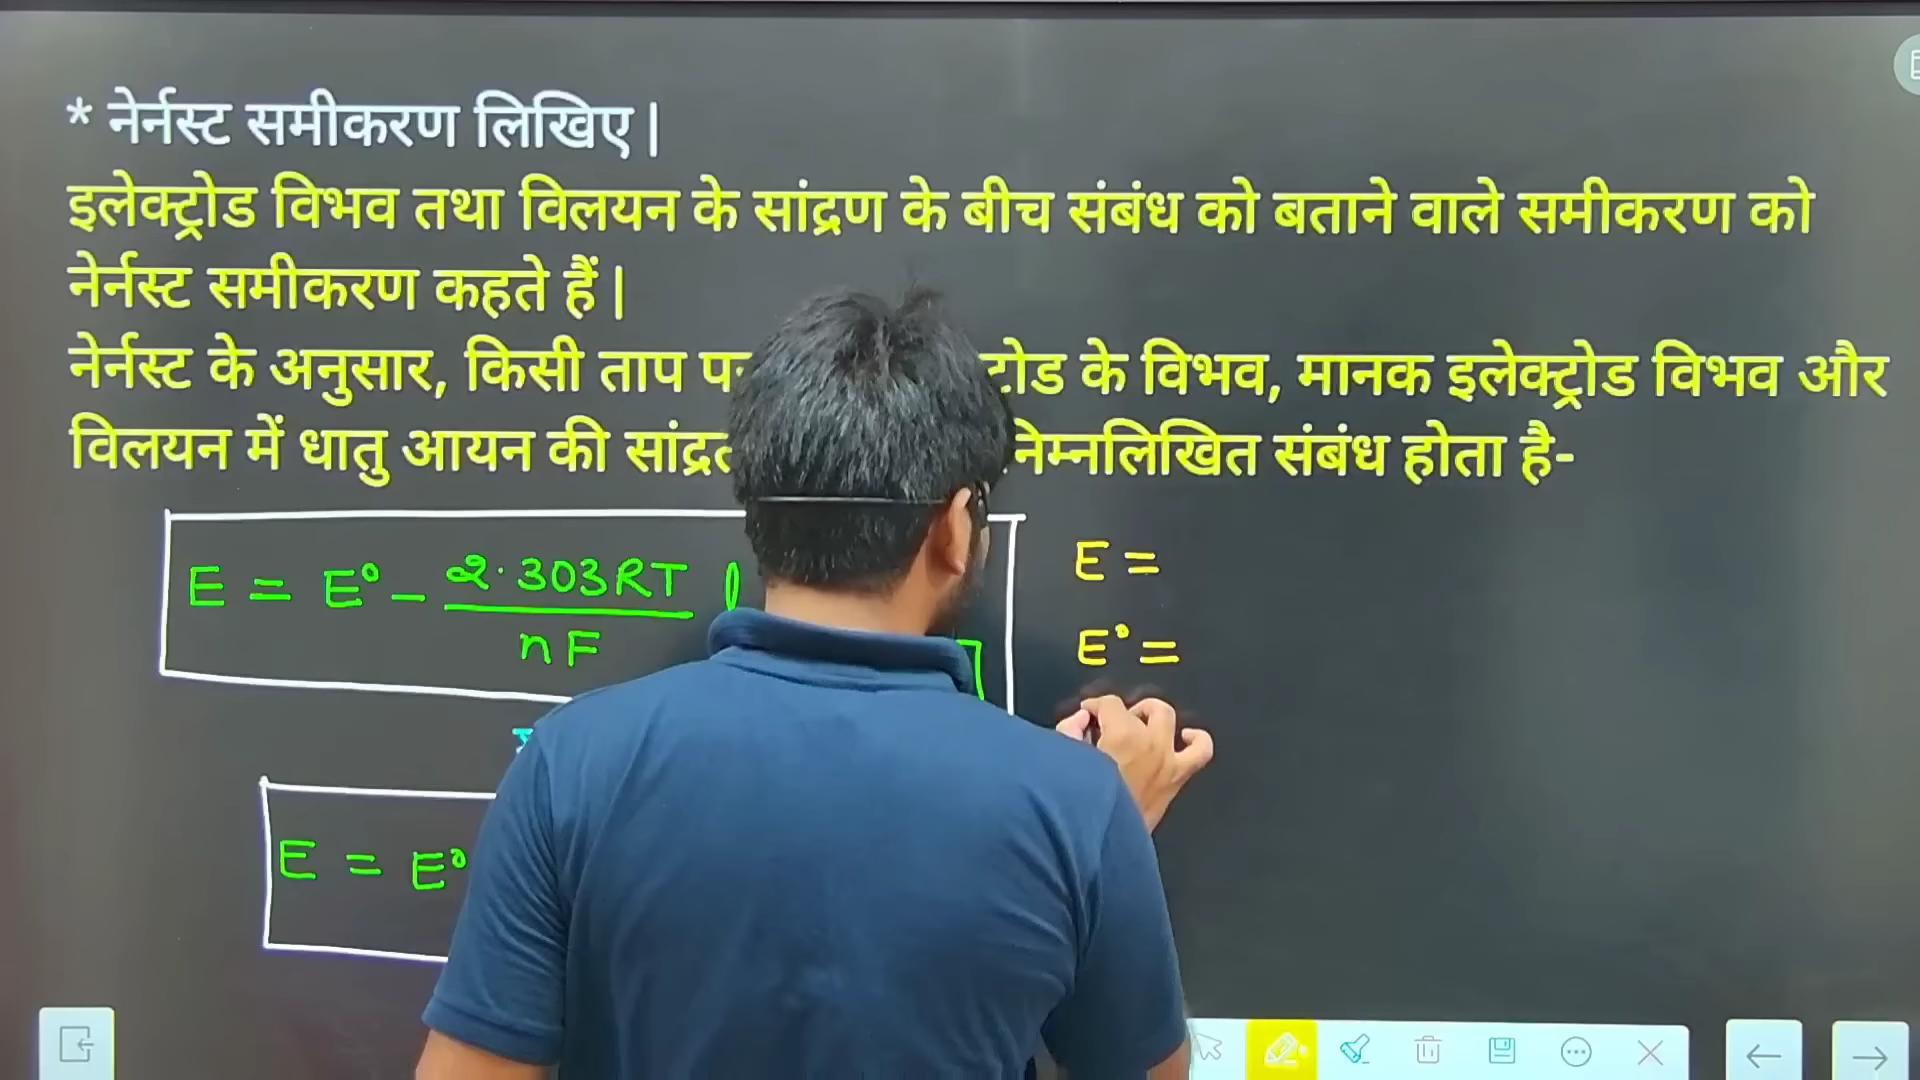 * नेर्नस्ट समीकरण लिखिए |
इलेक्ट्रोड विभव तथा विलयन के सांद्रण के बीच संबंध को बताने वाले समीकरण को
नेर्नस्ट समीकरण कहते हैं |
नेर्नस्ट के अनुसार, किसी ताप के विभव, मानक इलेक्ट्रोड विभव और
विलयन में धातु आयन की निम्नलिखित संबंध होता है-
E = E° - 2.303RT
nF
E =
E° =
E = E°